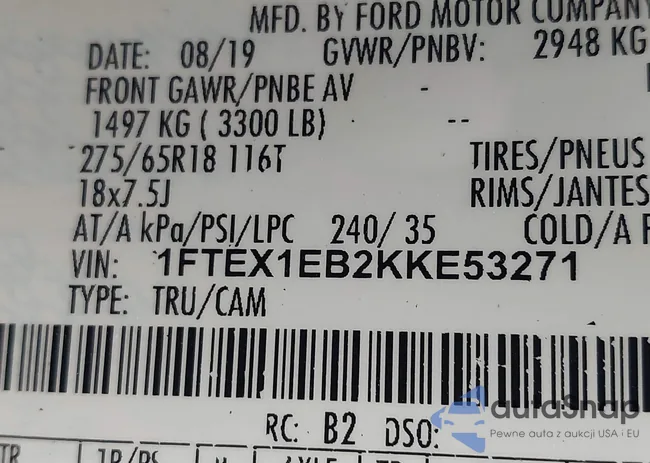 MFD. BY FORD MOTOR COMPANY
DATE: 08/19 GVWR/PNBV: 2948 KG
FRONT GAWR/PNBE AV -
1497 KG ( 3300 LB) --
275/65R18 116T TIRES/PNEUS
18x7.5J RIMS/JANTES
AT/A kPa/PSI/LPC 240/ 35 COLD/A F
VIN: 1FTEX1EB2KKE53271
TYPE: TRU/CAM
autoSnap
Pewne auta z aukcji USA i EU
RC: B2 DSO: